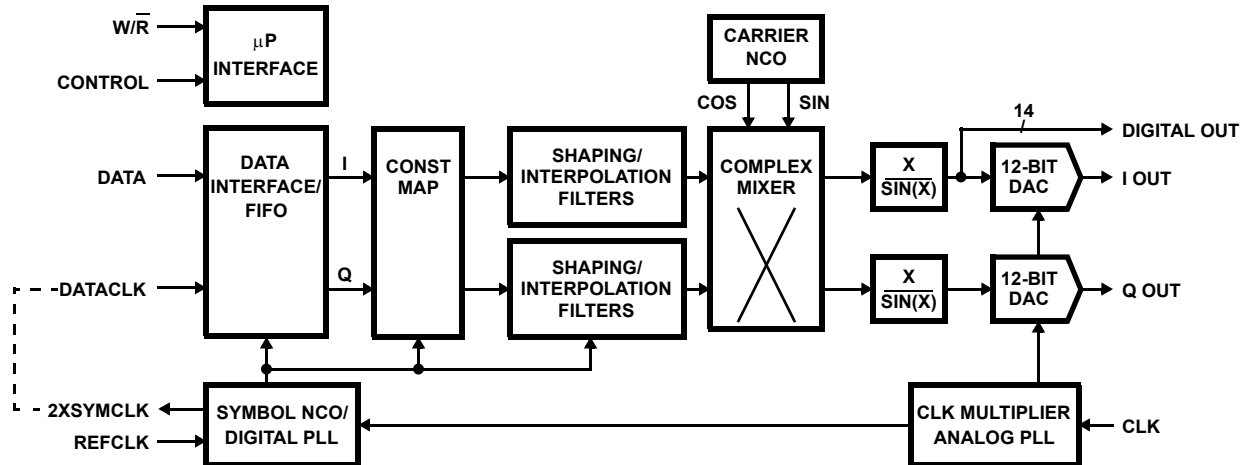 W/R̅
CONTROL
μP
INTERFACE
CARRIER
NCO
COS
SIN
14
DIGITAL OUT
DATA
DATA
INTERFACE/
FIFO
I
CONST
MAP
SHAPING/
INTERPOLATION
FILTERS
COMPLEX
MIXER
X
SIN(X)
12-BIT
DAC
I OUT
DATACLK
Q
SHAPING/
INTERPOLATION
FILTERS
X
SIN(X)
12-BIT
DAC
Q OUT
2XSYMCLK
REFCLK
SYMBOL NCO/
DIGITAL PLL
CLK MULTIPLIER
ANALOG PLL
CLK